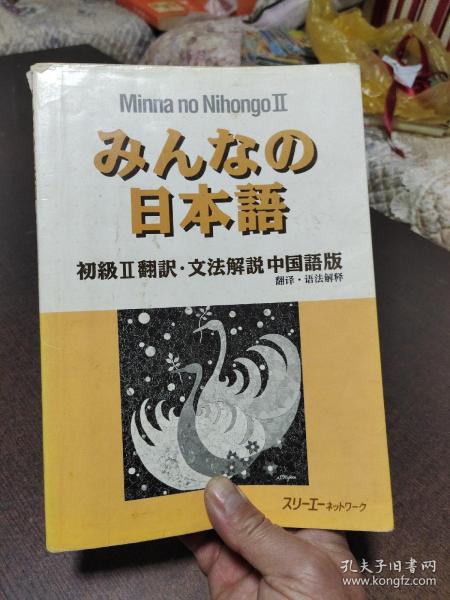 Minna no Nihongo II
みんなの
日本語
初級II翻訳・文法解説中国語版
翻译・语法解释
スリーエーネットワーク
孔夫子旧书网
www.kongfz.com